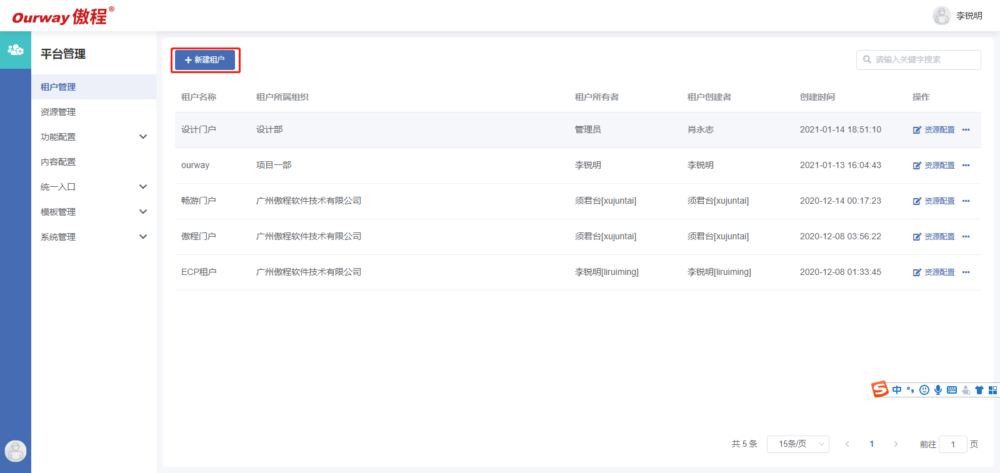 Ourway 傲程®
李锐明
平台管理
租户管理
资源管理
功能配置
内容配置
统一入口
模板管理
系统管理
+ 新建租户
请输入关键字搜索
租户名称 租户所属组织 租户所有者 租户创建者 创建时间 操作
设计门户 设计部 管理员 肖永志 2021-01-14 18:51:10 资源配置 •••
ourway 项目一部 李锐明 李锐明 2021-01-13 16:04:43 资源配置 •••
畅游门户 广州傲程软件技术有限公司 须君台[xujuntai] 须君台[xujuntai] 2020-12-14 00:17:23 资源配置 •••
傲程门户 广州傲程软件技术有限公司 须君台[xujuntai] 须君台[xujuntai] 2020-12-08 03:56:22 资源配置 •••
ECP租户 广州傲程软件技术有限公司 李锐明[liruiming] 李锐明[liruiming] 2020-12-08 01:33:45 资源配置 •••
S 中 °,
共 5 条 15条/页 < 1 > 前往 1 页